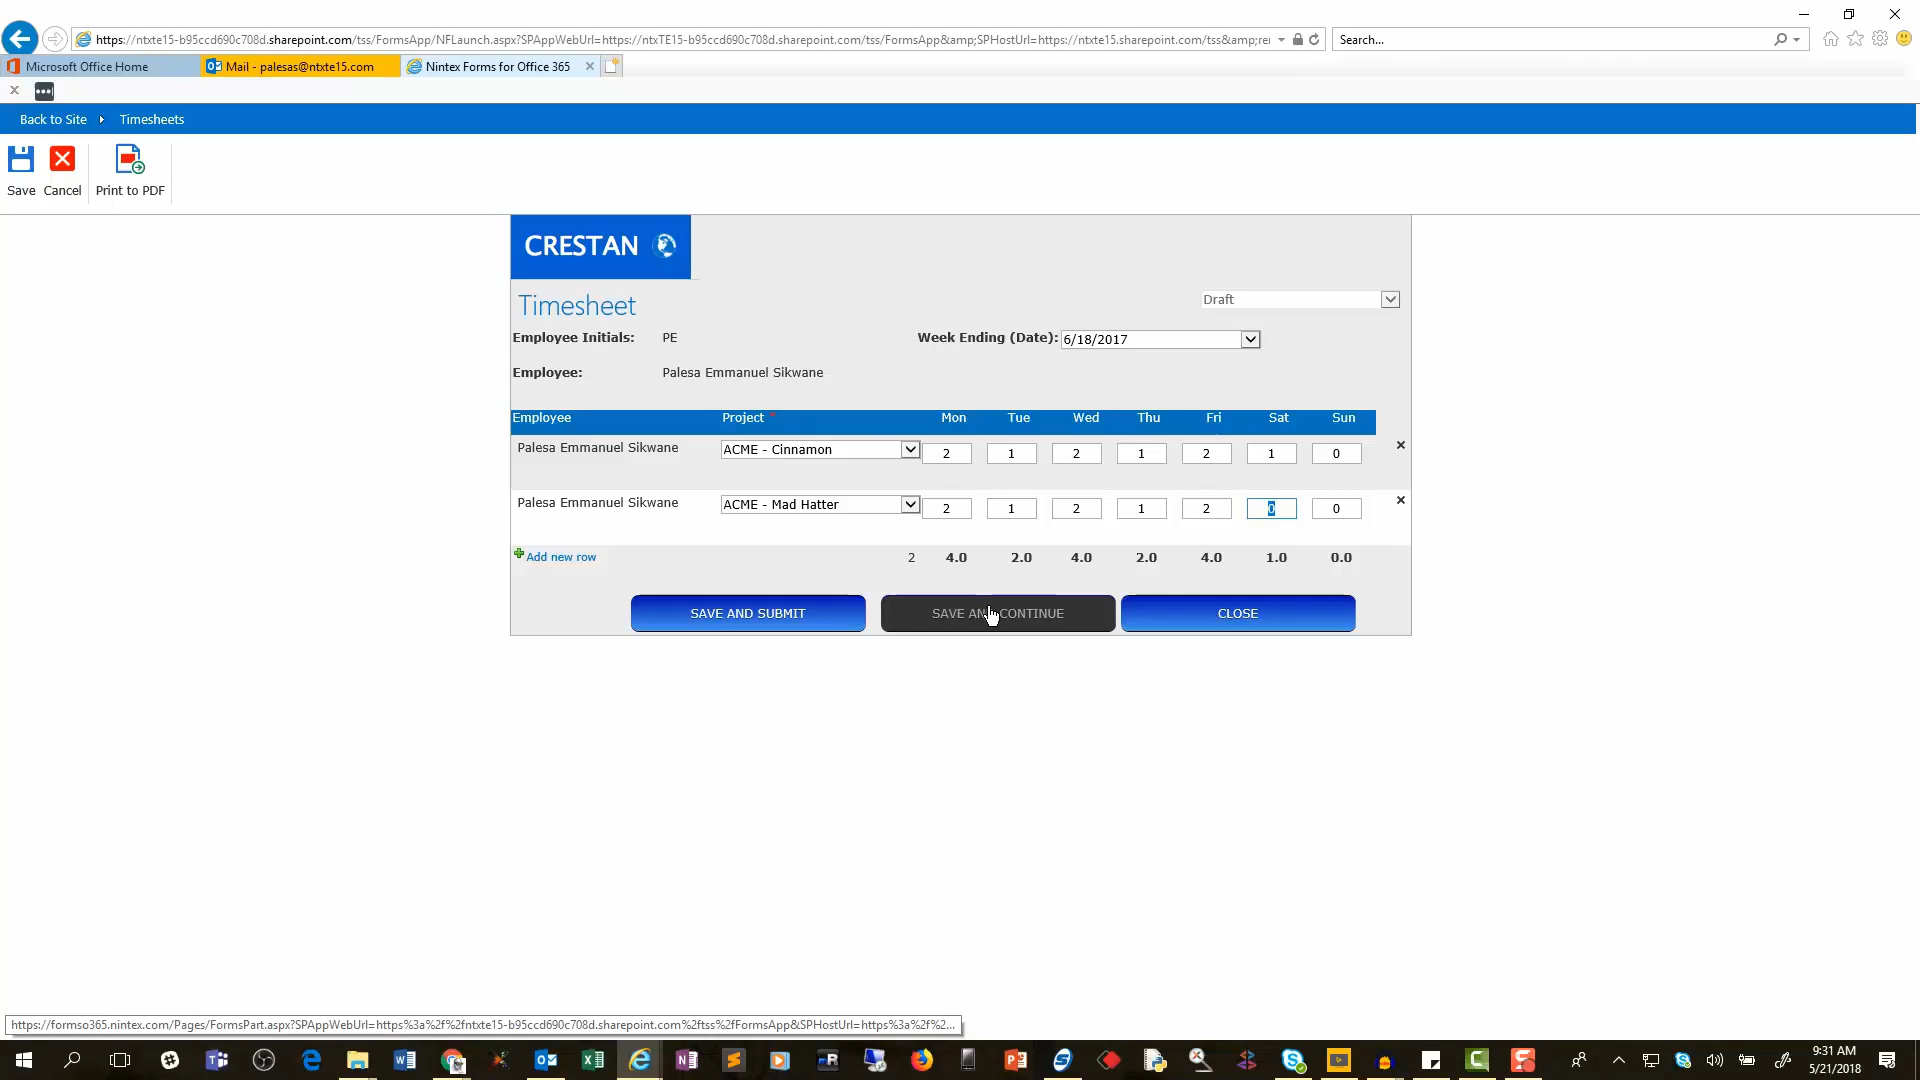 https://ntxte15-b95ccd690c708d.sharepoint.com/tss/FormsApp/NFLaunch.aspx?SPAppWebUrl=https://ntxTE15-b95ccd690c708d.sharepoint.com/tss/FormsApp&amp;SPHostUrl=https://ntxte15.sharepoint.com/tss&amp;rei
Search...
Microsoft Office Home
Mail - palesas@ntxte15.com
Nintex Forms for Office 365
Back to Site
Timesheets
Save
Cancel
Print to PDF
CRESTAN
Timesheet
Draft
Employee Initials: PE
Week Ending (Date): 6/18/2017
Employee: Palesa Emmanuel Sikwane
Employee Project * Mon Tue Wed Thu Fri Sat Sun
Palesa Emmanuel Sikwane ACME - Cinnamon 2 1 2 1 2 1 0
Palesa Emmanuel Sikwane ACME - Mad Hatter 2 1 2 1 2 0 0
Add new row 2 4.0 2.0 4.0 2.0 4.0 1.0 0.0
SAVE AND SUBMIT
SAVE AND CONTINUE
CLOSE
https://formso365.nintex.com/Pages/FormsPart.aspx?SPAppWebUrl=https%3a%2f%2fntxte15-b95ccd690c708d.sharepoint.com%2ftss%2fFormsApp&SPHostUrl=https%3a%2f%2...
9:31 AM
5/21/2018